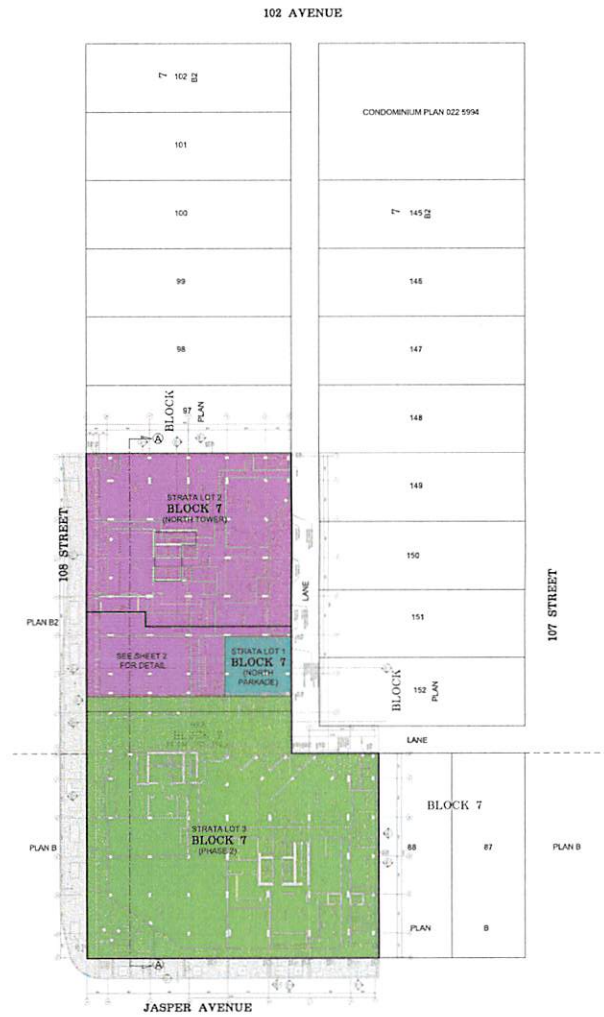 102 AVENUE
7 102 B2
CONDOMINIUM PLAN 022 5994
101
100
7 145 B2
99
146
98
147
BLOCK
97
PLAN
148
A
STRATA LOT 2
BLOCK 7
(NORTH TOWER)
149
108 STREET
150
LANE
107 STREET
151
PLAN B2
SEE SHEET 2
FOR DETAIL
STRATA LOT 1
BLOCK 7
(NORTH
PARKADE)
BLOCK
152
PLAN
LANE
BLOCK 7
STRATA LOT 3
BLOCK 7
(PHASE 2)
PLAN B
88
87
PLAN B
PLAN
B
A
JASPER AVENUE